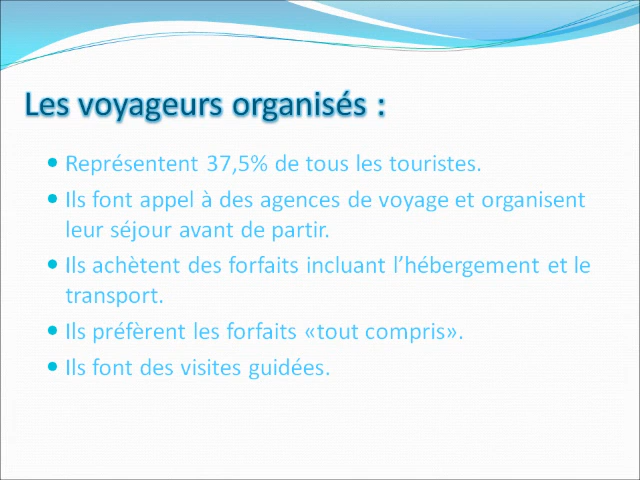 Les voyageurs organisés :
• Représentent 37,5% de tous les touristes.
• Ils font appel à des agences de voyage et organisent
leur séjour avant de partir.
• Ils achètent des forfaits incluant l’hébergement et le
transport.
• Ils préfèrent les forfaits «tout compris».
• Ils font des visites guidées.